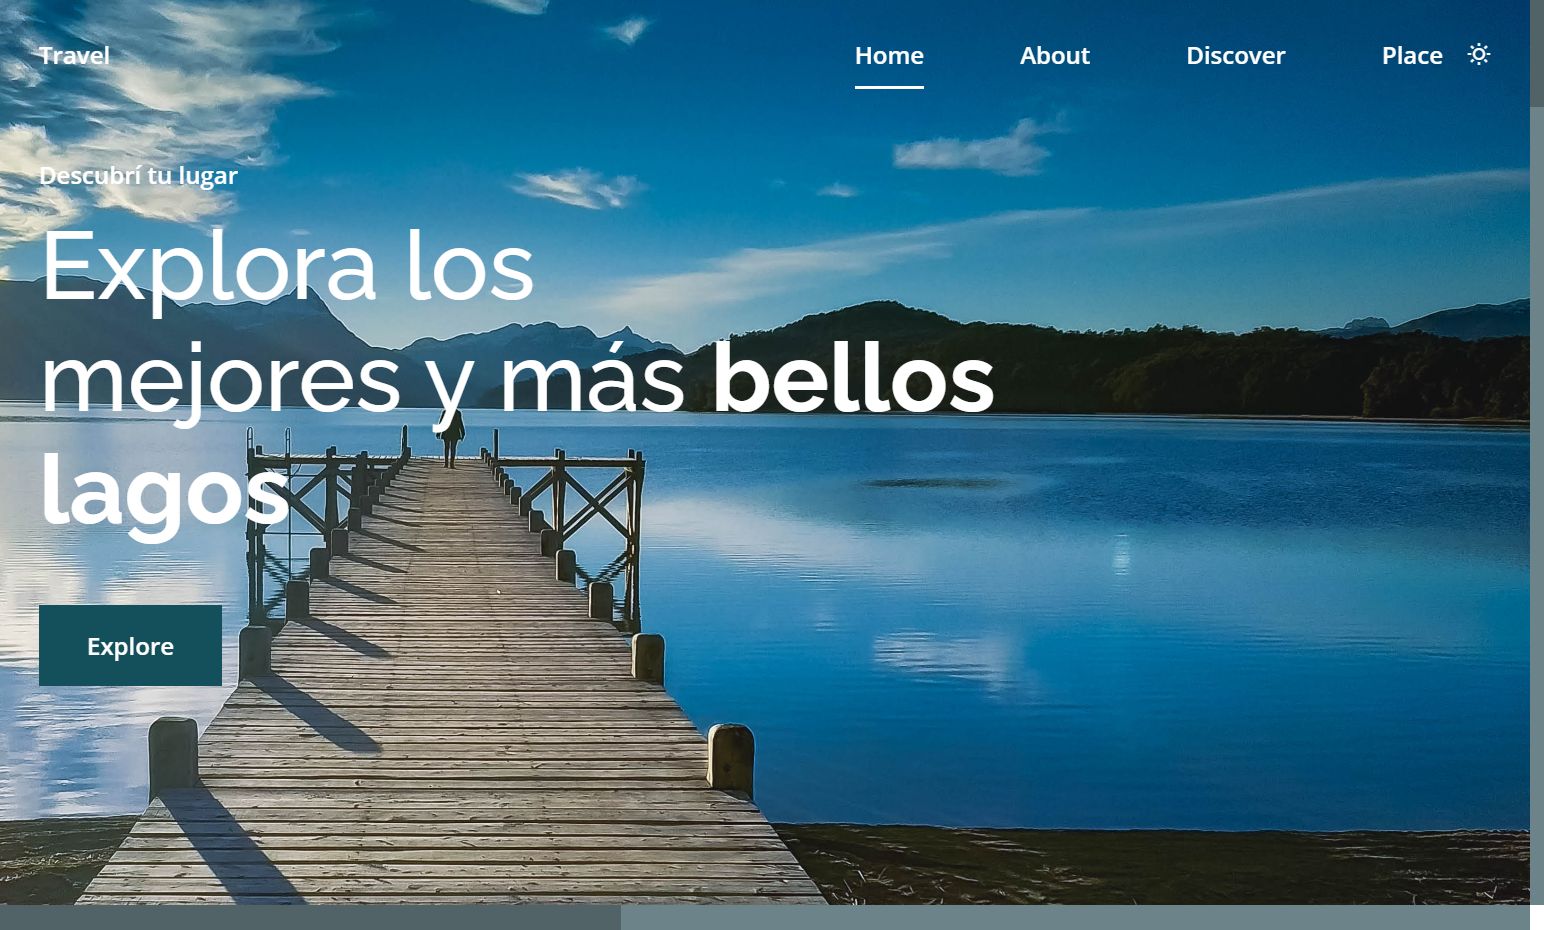 Travel
Home
About
Discover
Place
Descubrí tu lugar
Explora los
mejores y más bellos
lagos
Explore